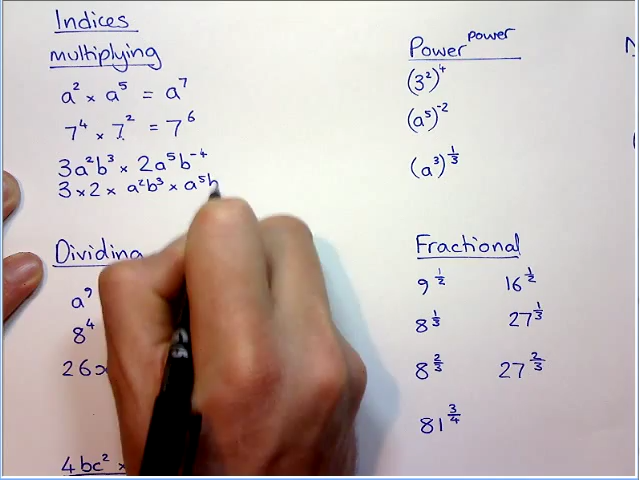 Indices
multiplying
a² × a⁵ = a⁷
7⁴ × 7² = 7⁶
3a²b³ × 2a⁵b⁻⁴
3 × 2 × a²b³ × a⁵b
Dividing
a⁹
8⁴
26
4bc² ×
Power^power
(3²)⁴
(a⁵)⁻²
(a³)^(1/3)
Fractional
9^(1/2) 16^(1/2)
8^(1/3) 27^(1/3)
8^(2/3) 27^(2/3)
81^(3/4)